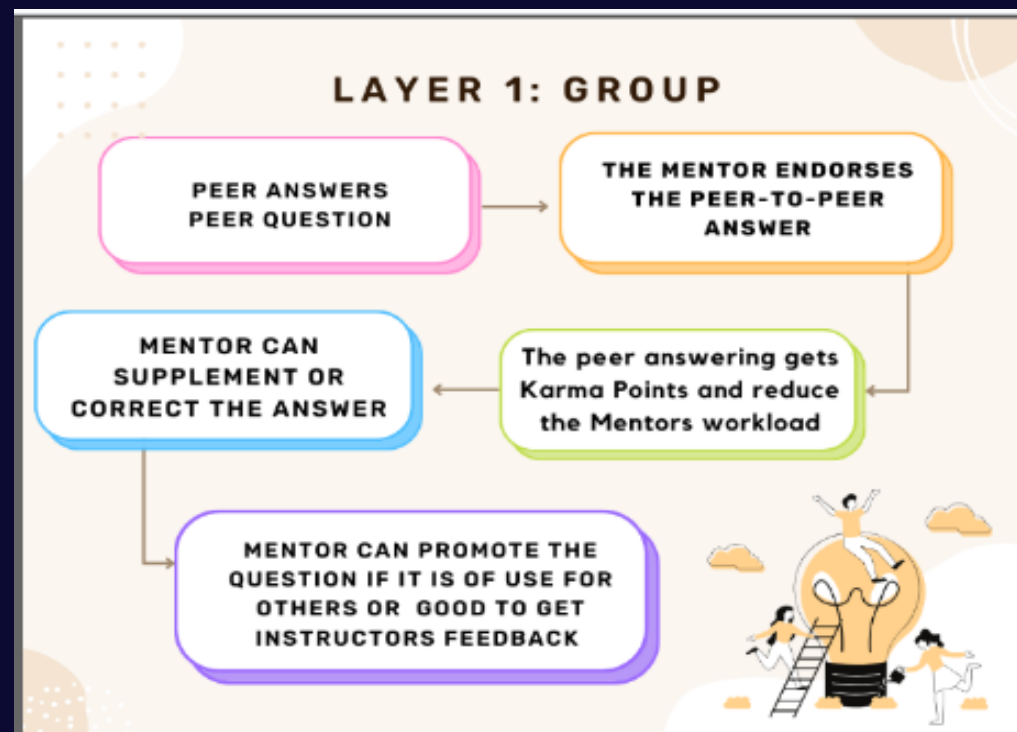 LAYER 1: GROUP
PEER ANSWERS
PEER QUESTION
THE MENTOR ENDORSES
THE PEER-TO-PEER
ANSWER
The peer answering gets
Karma Points and reduce
the Mentors workload
MENTOR CAN
SUPPLEMENT OR
CORRECT THE ANSWER
MENTOR CAN PROMOTE THE
QUESTION IF IT IS OF USE FOR
OTHERS OR GOOD TO GET
INSTRUCTORS FEEDBACK